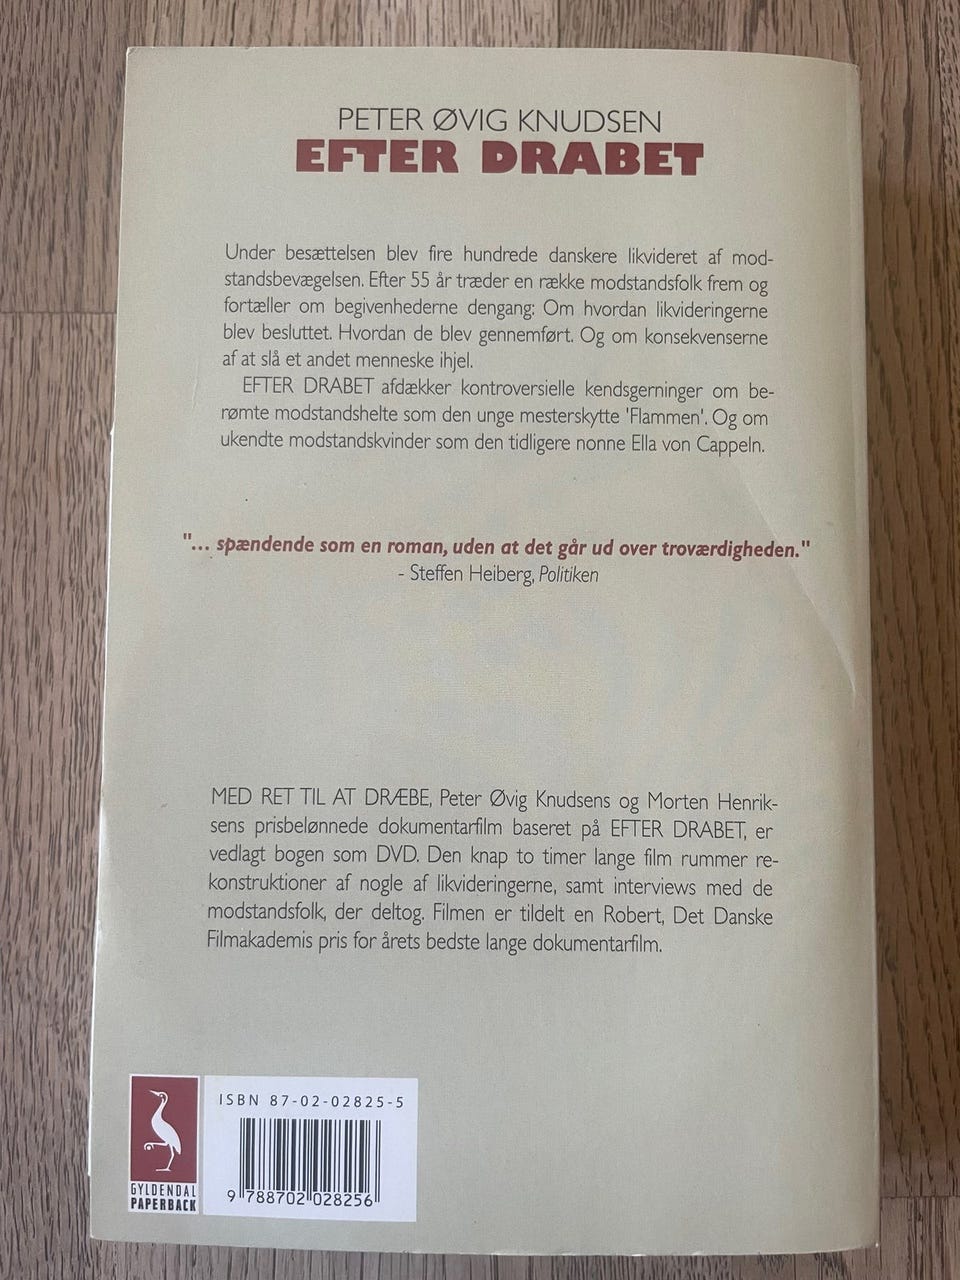 PETER ØVIG KNUDSEN
EFTER DRABET
Under besættelsen blev fire hundrede danskere likvideret af mod-
standsbevægelsen. Efter 55 år træder en række modstandsfolk frem og
fortæller om begivenhederne dengang: Om hvordan likvideringerne
blev besluttet. Hvordan de blev gennemført. Og om konsekvenserne
af at slå et andet menneske ihjel.
EFTER DRABET afdækker kontroversielle kendsgerninger om be-
rømte modstandshelte som den unge mesterskytte 'Flammen'. Og om
ukendte modstandskvinder som den tidligere nonne Ella von Cappeln.
"... spændende som en roman, uden at det går ud over troværdigheden."
- Steffen Heiberg, Politiken
MED RET TIL AT DRÆBE, Peter Øvig Knudsens og Morten Henrik-
sens prisbelønnede dokumentarfilm baseret på EFTER DRABET, er
vedlagt bogen som DVD. Den knap to timer lange film rummer re-
konstruktioner af nogle af likvideringerne, samt interviews med de
modstandsfolk, der deltog. Filmen er tildelt en Robert, Det Danske
Filmakademis pris for årets bedste lange dokumentarfilm.
ISBN 87-02-02825-5
9 788702 028256
GYLDENDAL
PAPERBACK